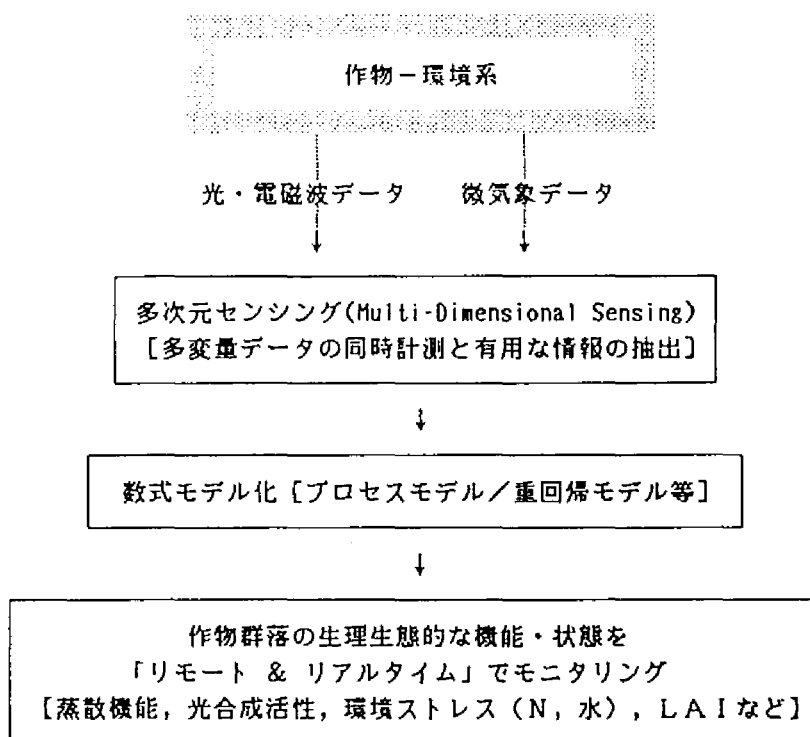 作物－環境系
光・電磁波データ 微気象データ
多次元センシング(Multi-Dimensional Sensing)
［多変量データの同時計測と有用な情報の抽出］
数式モデル化［プロセスモデル／重回帰モデル等］
作物群落の生理生態的な機能・状態を
「リモート ＆ リアルタイム」でモニタリング
［蒸散機能，光合成活性，環境ストレス（N，水），ＬＡＩなど］